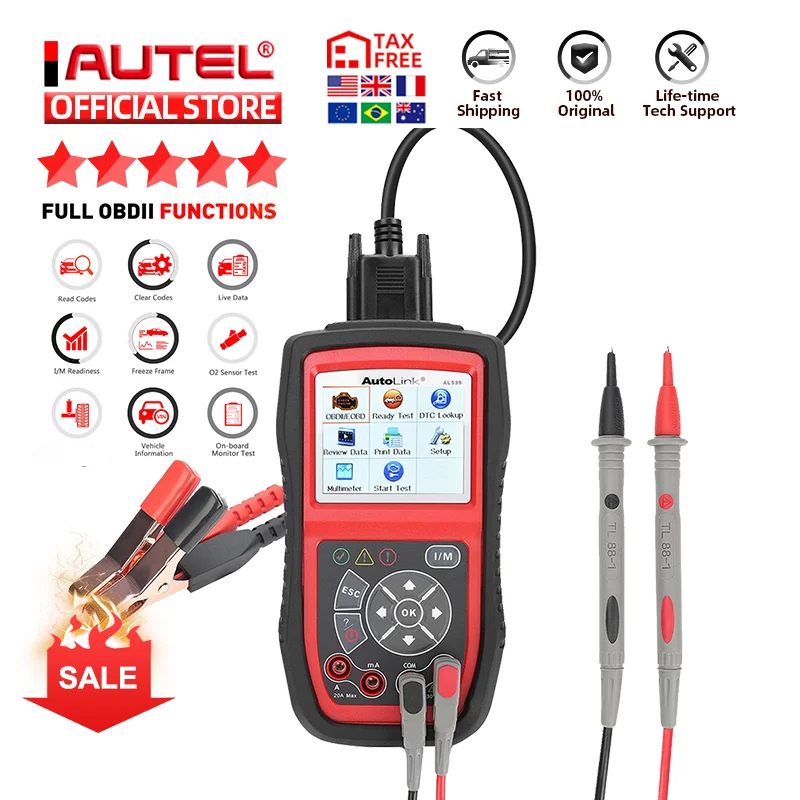 AUTEL®
OFFICIAL STORE
TAX
FREE
Fast
Shipping
100%
Original
Life-time
Tech Support
FULL OBDII FUNCTIONS
Read Codes
Clear Codes
Live Data
I/M Readiness
Freeze Frame
O2 Sensor Test
VIN
Vehicle
Information
On-board
Monitor Test
AutoLink®
AL539
OBDII/EOBD
Ready Test
DTC Lookup
Review Data
Print Data
Setup
Multimeter
Start Test
I/M
ESC
OK
?
mA
COM
A
20A Max
TL 88-1
TL 88-1
SALE